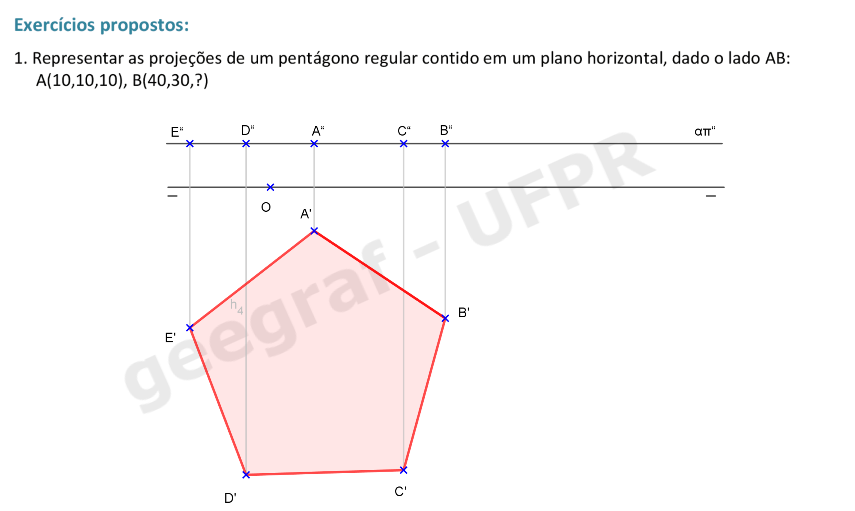 Exercícios propostos:
1. Representar as projeções de um pentágono regular contido em um plano horizontal, dado o lado AB:
A(10,10,10), B(40,30,?)
E" D" A" C" B" απ"
O
A'
h4
B'
E'
D' C'
geegraf - UFPR